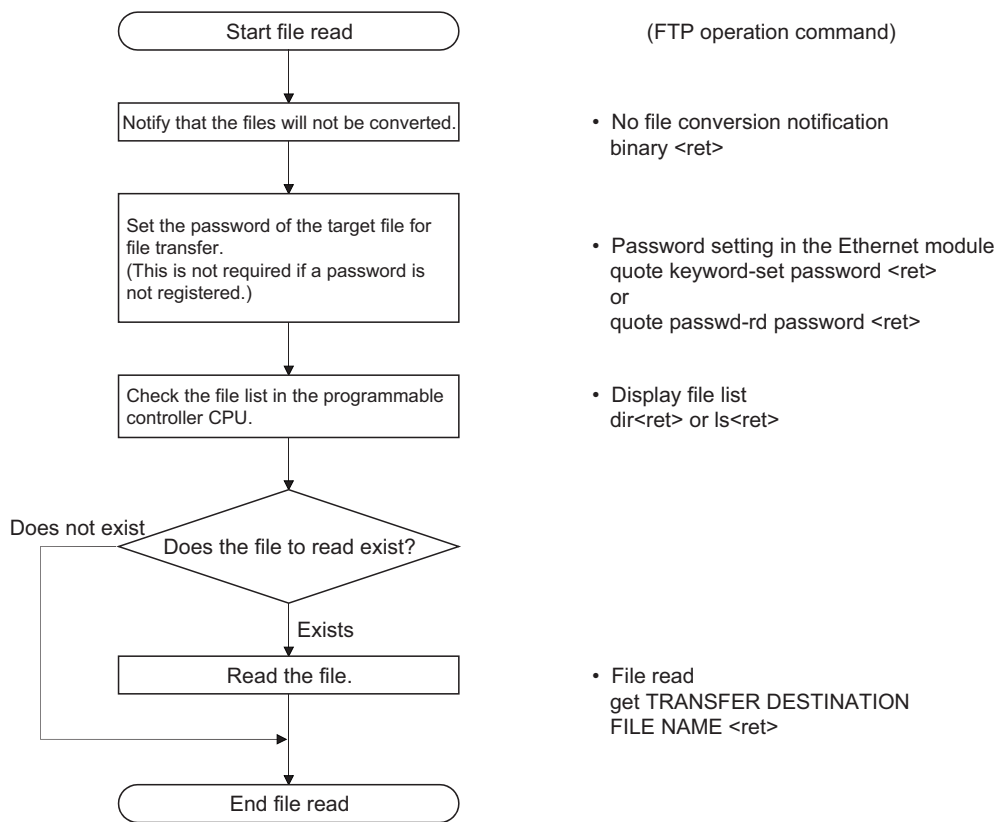 Start file read
(FTP operation command)
Notify that the files will not be converted.
• No file conversion notification
binary <ret>
Set the password of the target file for
file transfer.
(This is not required if a password is
not registered.)
• Password setting in the Ethernet module
quote keyword-set password <ret>
or
quote passwd-rd password <ret>
Check the file list in the programmable
controller CPU.
• Display file list
dir<ret> or ls<ret>
Does not exist
Does the file to read exist?
Exists
Read the file.
• File read
get TRANSFER DESTINATION
FILE NAME <ret>
End file read